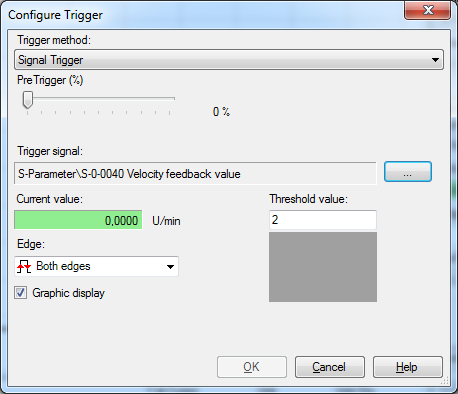 Configure Trigger
Trigger method:
Signal Trigger
PreTrigger (%)
0 %
Trigger signal:
S-Parameter\S-0-0040 Velocity feedback value
...
Current value:
Threshold value:
0,0000 U/min
2
Edge:
Both edges
Graphic display
OK
Cancel
Help